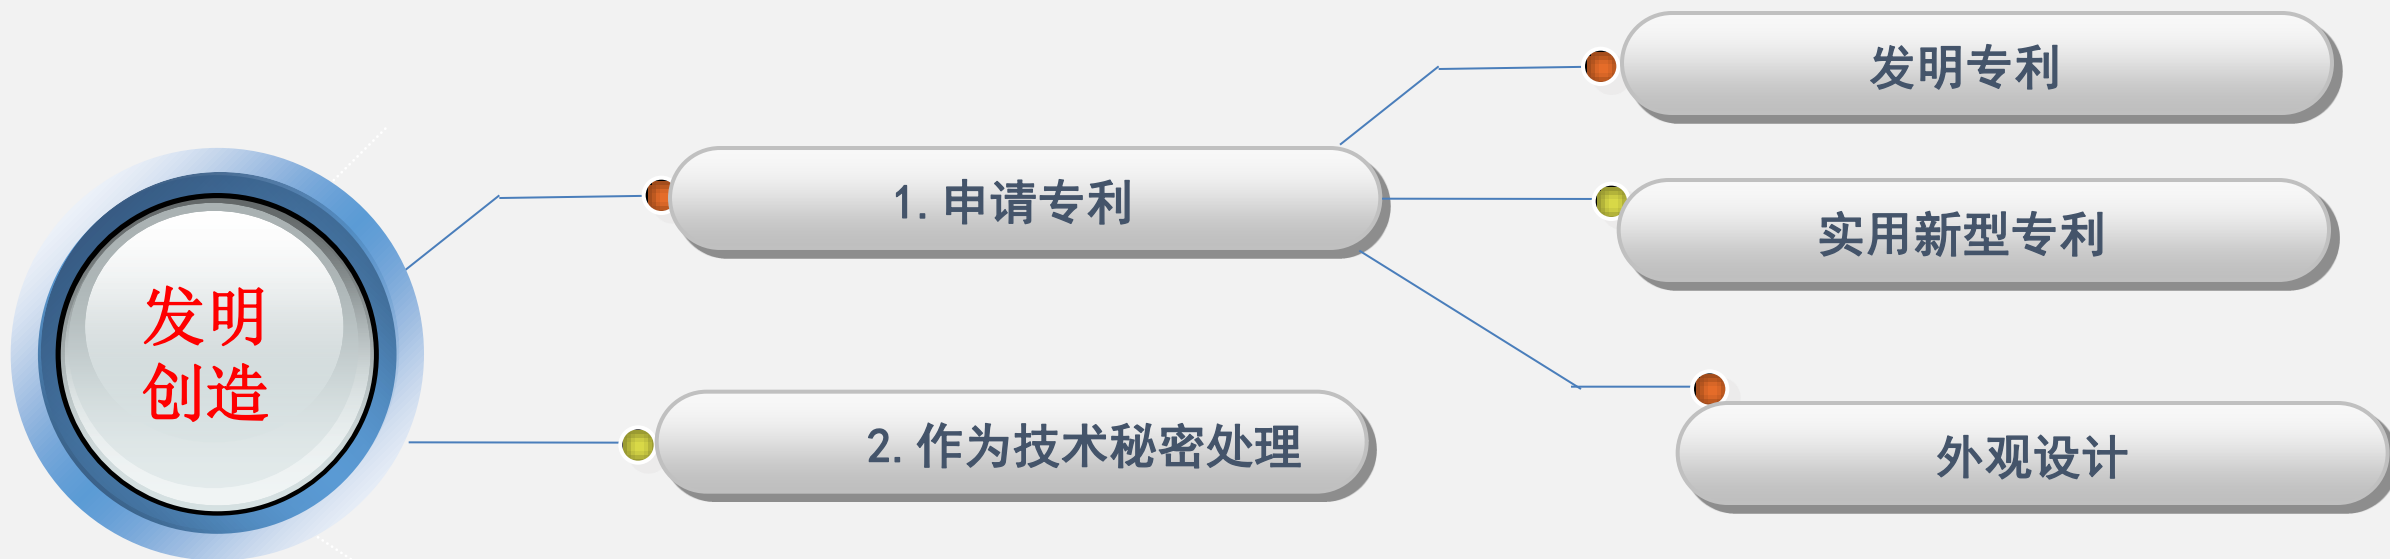 发明
创造
1.申请专利
2.作为技术秘密处理
发明专利
实用新型专利
外观设计